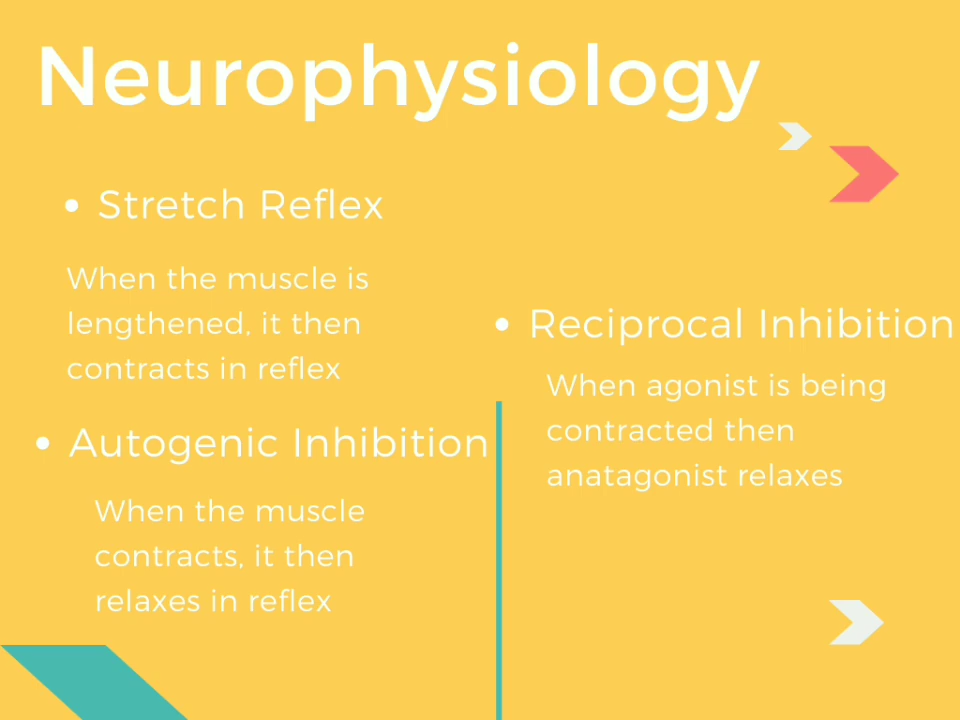 Neurophysiology
• Stretch Reflex
When the muscle is
lengthened, it then
contracts in reflex
• Autogenic Inhibition
When the muscle
contracts, it then
relaxes in reflex
• Reciprocal Inhibition
When agonist is being
contracted then
anatagonist relaxes